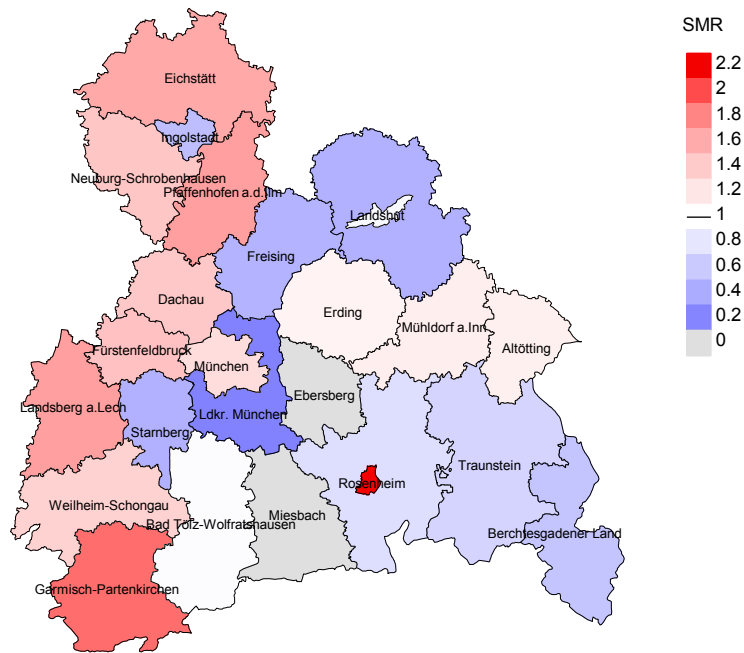 SMR
2.2
2
1.8
1.6
1.4
1.2
1
0.8
0.6
0.4
0.2
0
Eichstätt
Ingolstadt
Neuburg-Schrobenhausen
Pfaffenhofen a.d.Ilm
Landshut
Freising
Dachau
Erding
Mühldorf a.Inn
Altötting
Fürstenfeldbruck
München
Ebersberg
Landsberg a.Lech
Ldkr. München
Starnberg
Traunstein
Rosenheim
Weilheim-Schongau
Miesbach
Bad Tölz-Wolfratshausen
Berchtesgadener Land
Garmisch-Partenkirchen